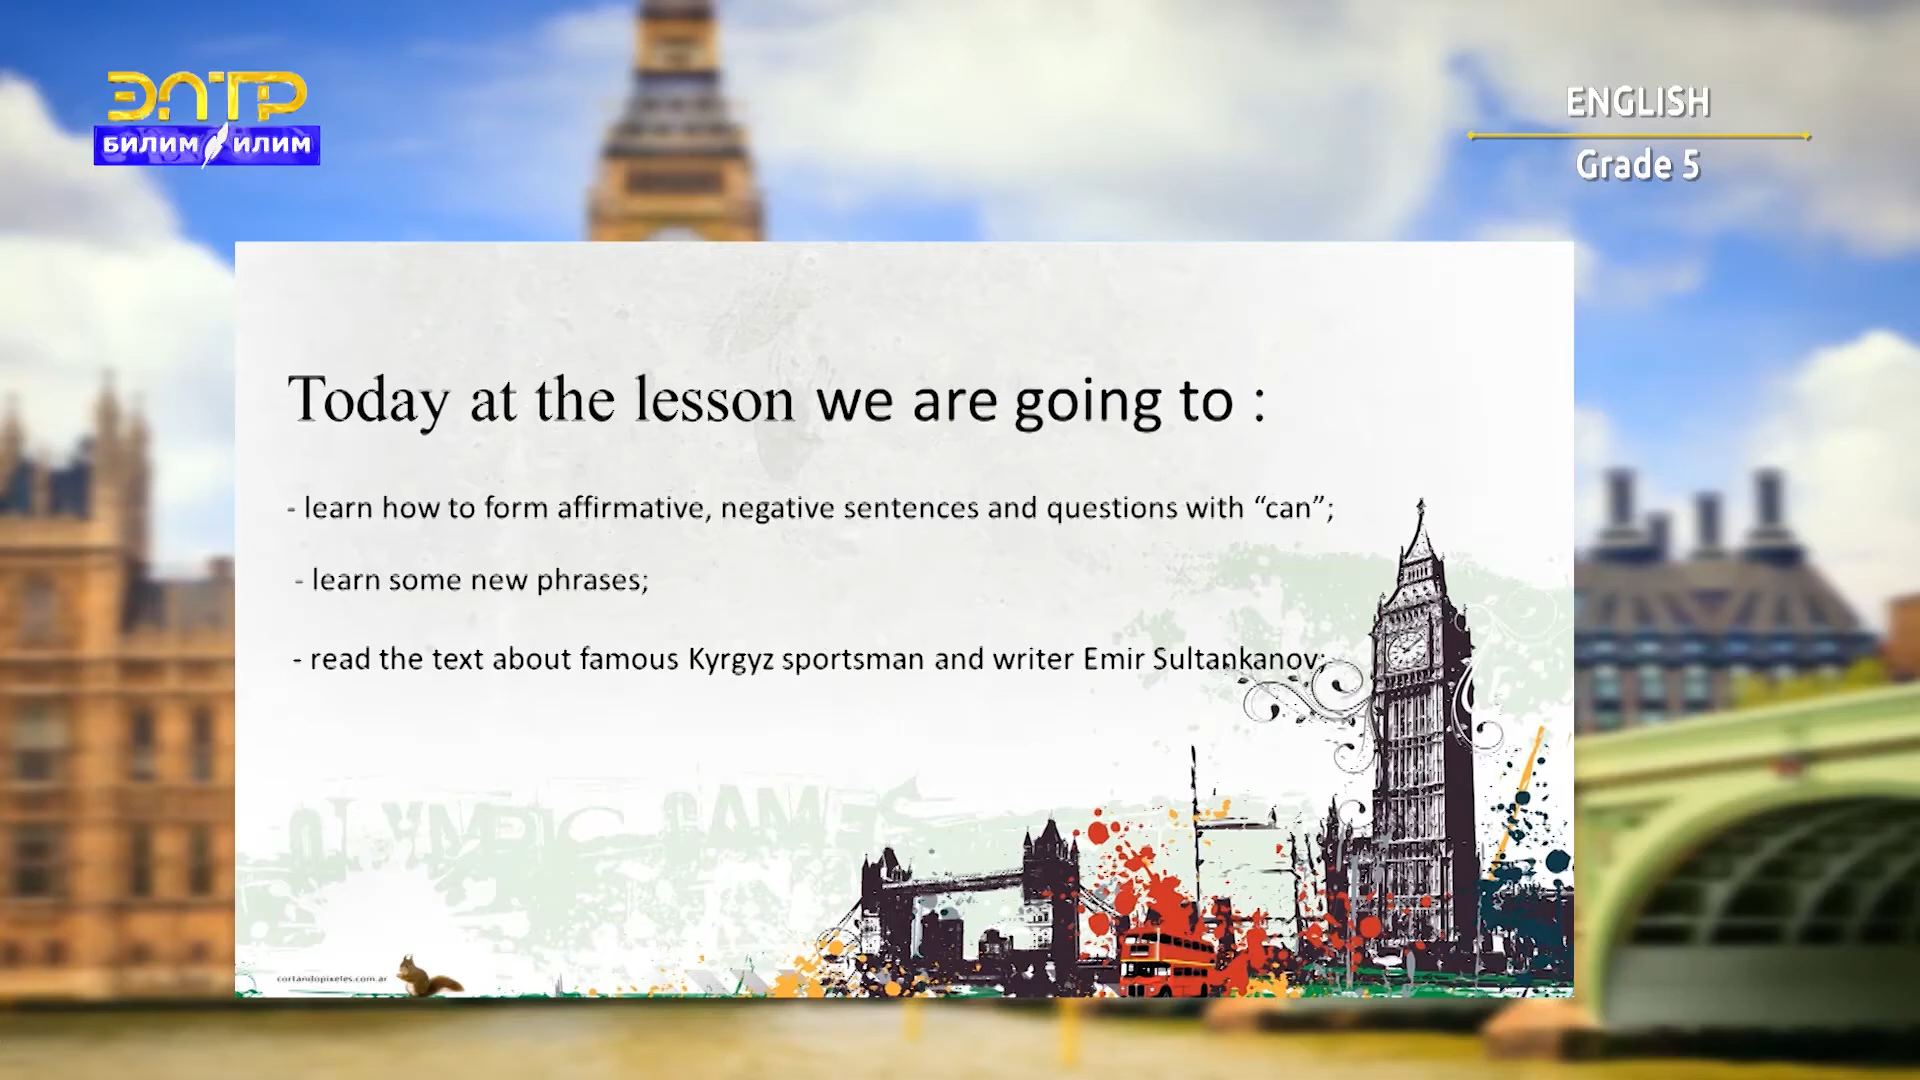 ЭЛТР
БИЛИМ ИЛИМ
ENGLISH
Grade 5
Today at the lesson we are going to :
- learn how to form affirmative, negative sentences and questions with “can”;
- learn some new phrases;
- read the text about famous Kyrgyz sportsman and writer Emir Sultankanov;
OLYMPIC GAMES
cortandopixeles.com.ar